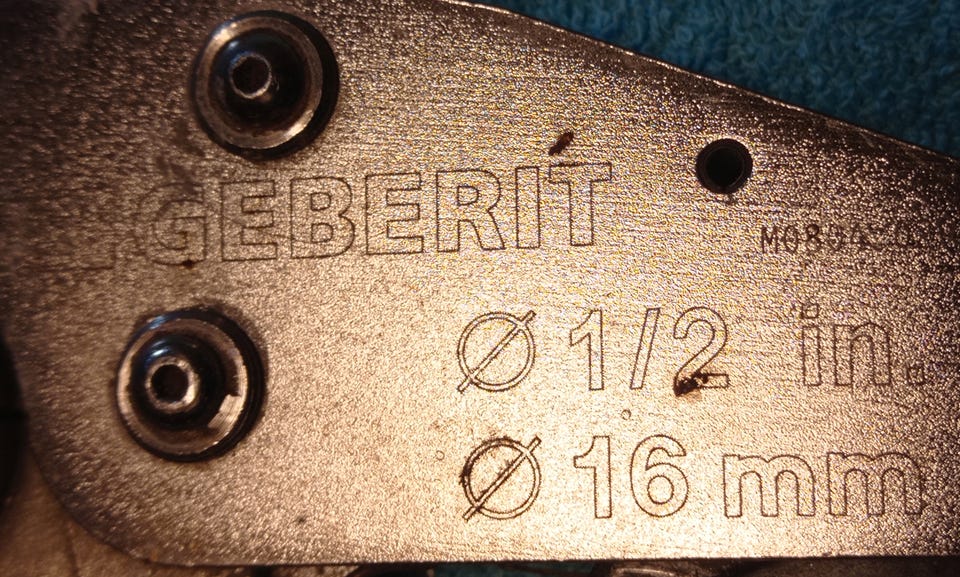 GEBERIT
Ø 1/2 in.
Ø 16 mm